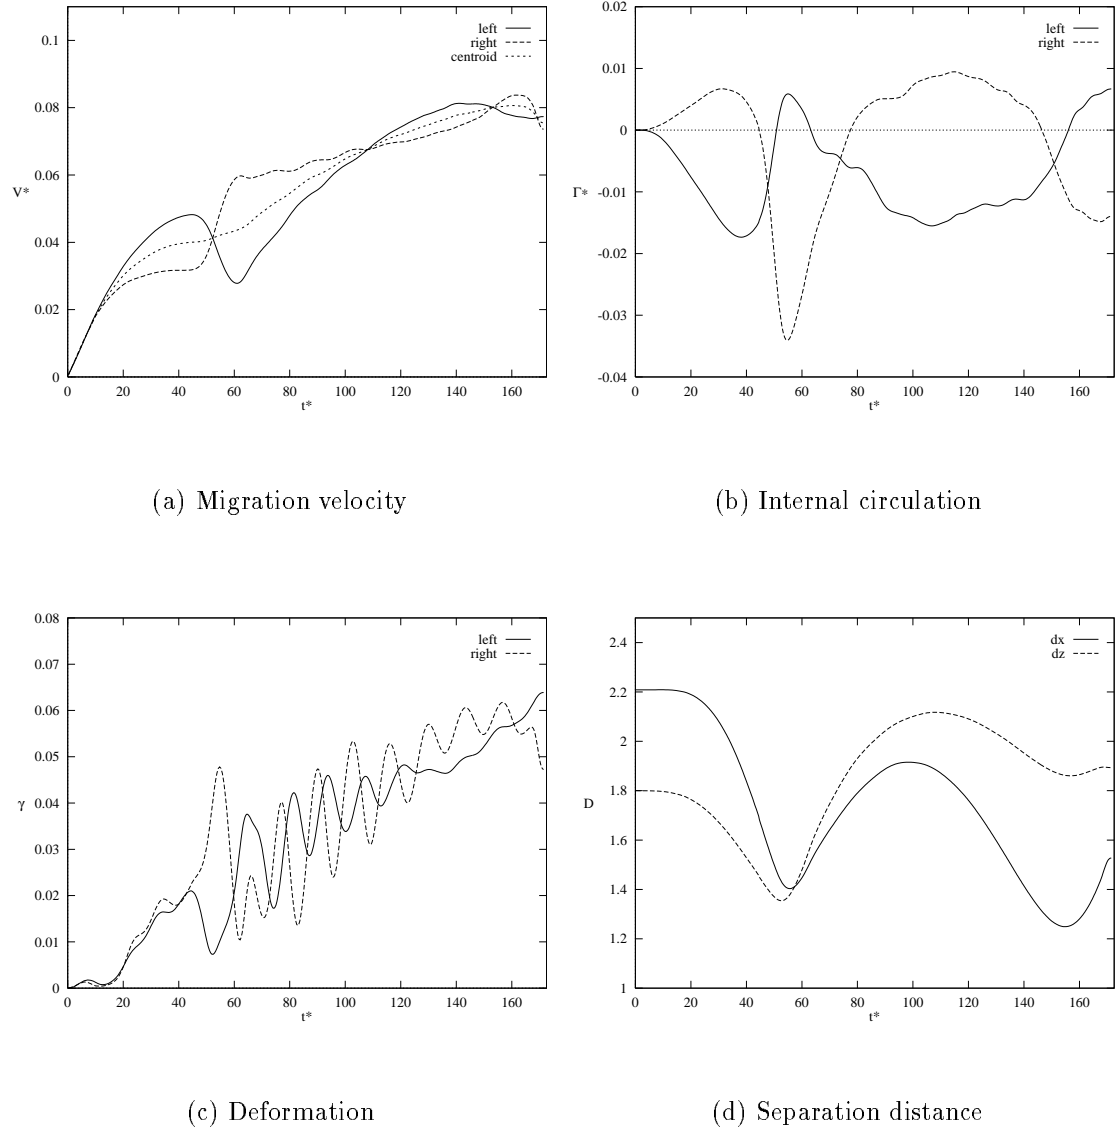 0.1
0.08
0.06
V*
0.04
0.02
0
0 20 40 60 80 100 120 140 160
t*
left
right
centroid
(a) Migration velocity
0.02
0.01
0
Γ* -0.01
-0.02
-0.03
-0.04
0 20 40 60 80 100 120 140 160
t*
left
right
(b) Internal circulation
0.08
0.07
0.06
0.05
γ 0.04
0.03
0.02
0.01
0
0 20 40 60 80 100 120 140 160
t*
left
right
(c) Deformation
2.4
2.2
2
D 1.8
1.6
1.4
1.2
1
0 20 40 60 80 100 120 140 160
t*
dx
dz
(d) Separation distance